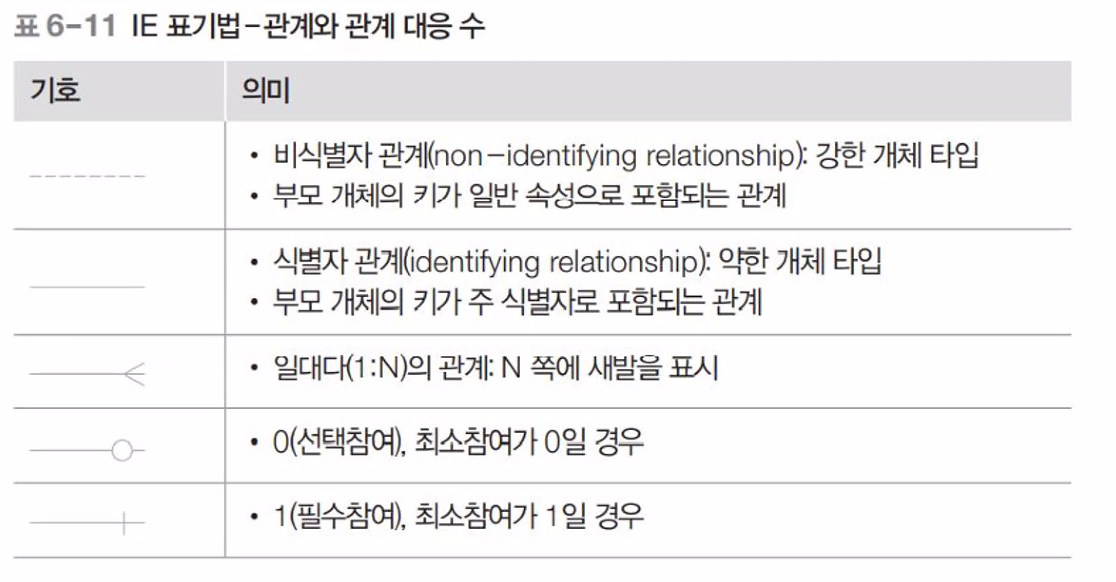 표 6-11 IE 표기법-관계와 관계 대응 수
기호
의미
• 비식별자 관계(non-identifying relationship): 강한 개체 타입
• 부모 개체의 키가 일반 속성으로 포함되는 관계
• 식별자 관계(identifying relationship): 약한 개체 타입
• 부모 개체의 키가 주 식별자로 포함되는 관계
• 일대다(1:N)의 관계: N 쪽에 새발을 표시
• 0(선택참여), 최소참여가 0일 경우
• 1(필수참여), 최소참여가 1일 경우